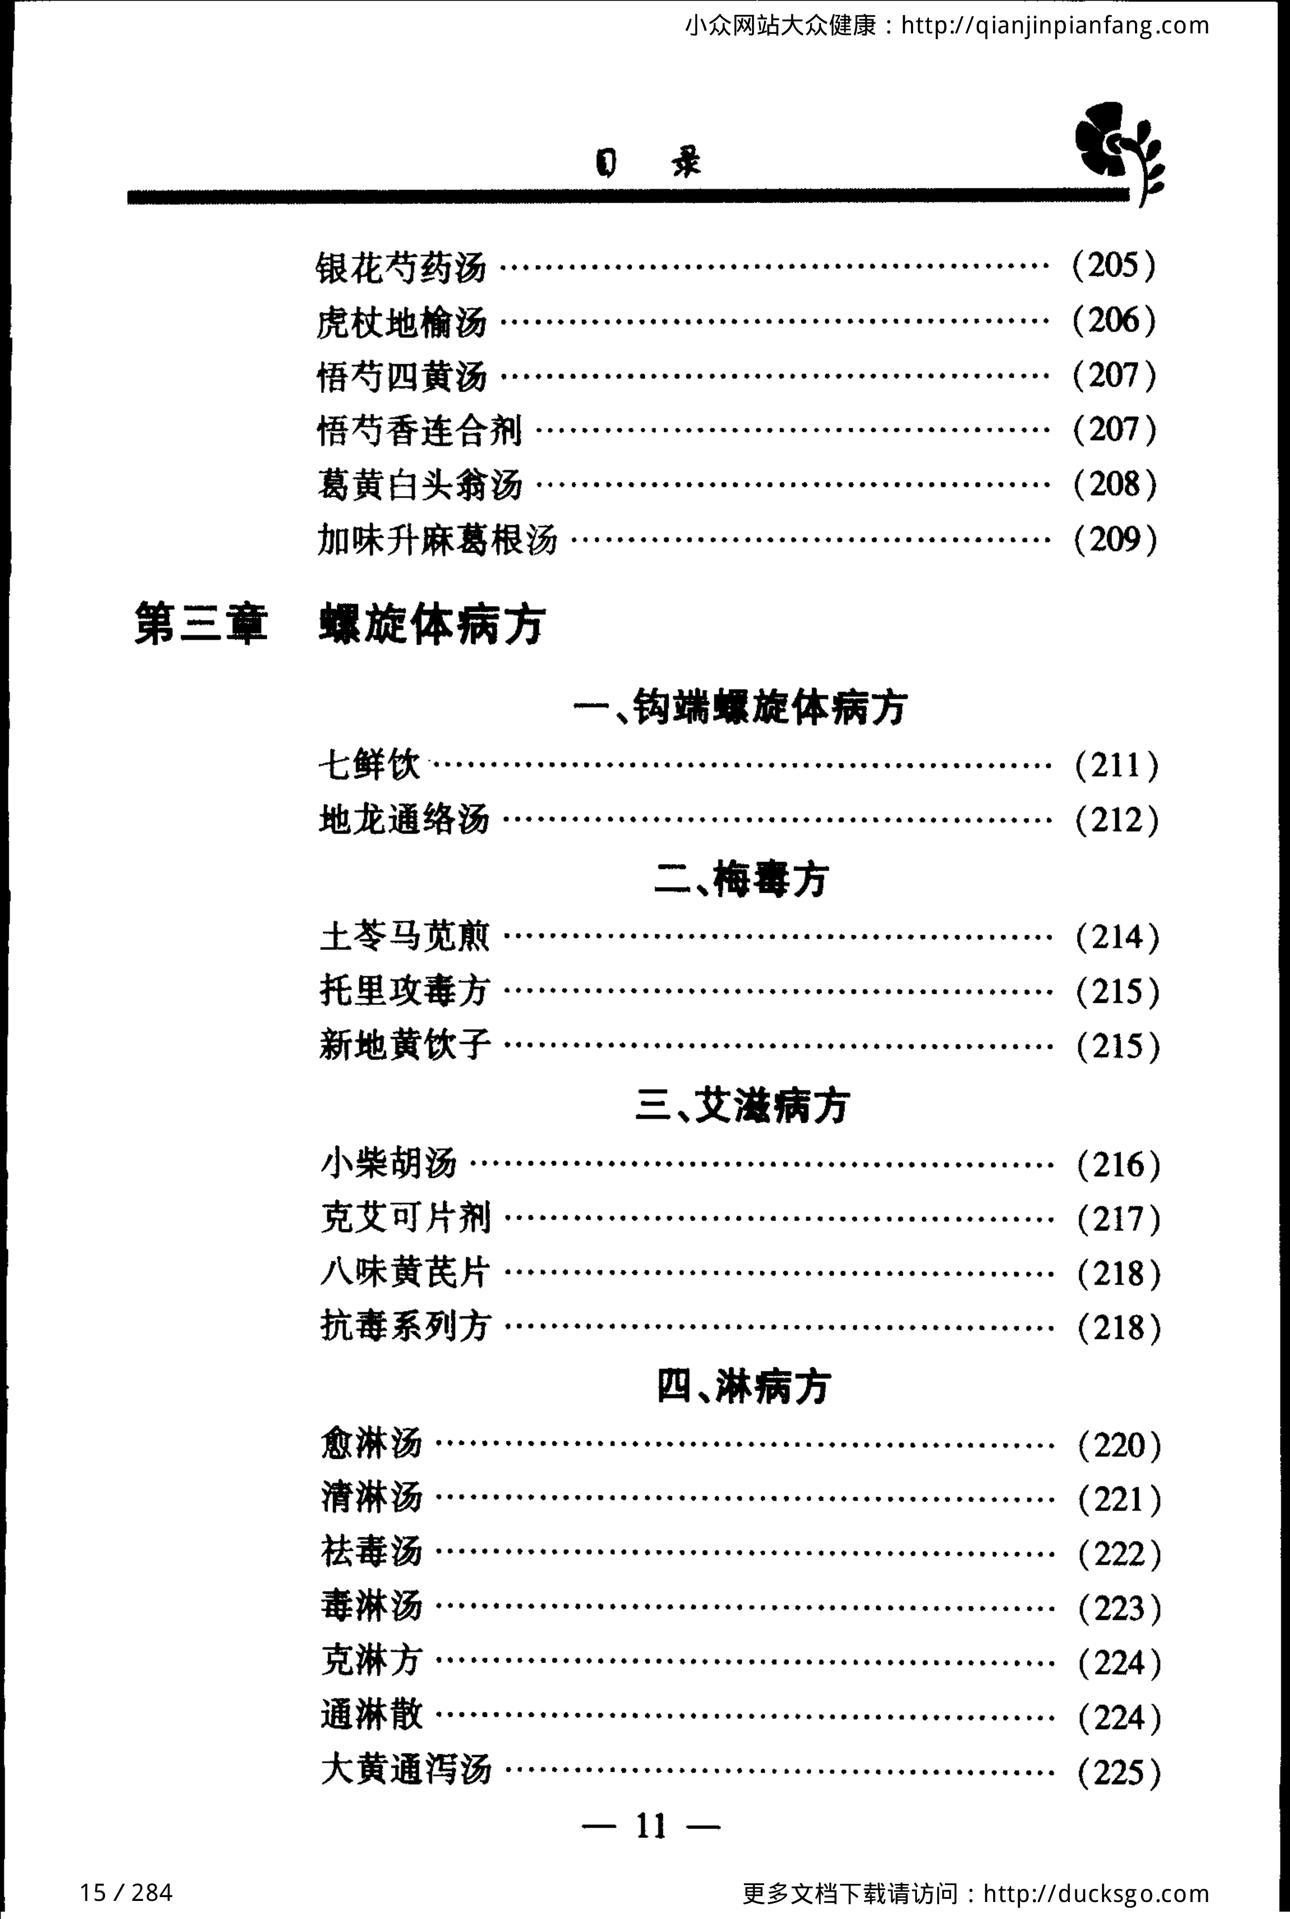 小众网站大众健康：http://qianjinpianfang.com
目 录
银花芍药汤 …………………………………………… (205)
虎杖地榆汤 …………………………………………… (206)
悟芍四黄汤 …………………………………………… (207)
悟芍香连合剂 ………………………………………… (207)
葛黄白头翁汤 ………………………………………… (208)
加味升麻葛根汤 ……………………………………… (209)
第三章 螺旋体病方
一、钩端螺旋体病方
七鲜饮 ………………………………………………… (211)
地龙通络汤 …………………………………………… (212)
二、梅毒方
土苓马苋煎 …………………………………………… (214)
托里攻毒方 …………………………………………… (215)
新地黄饮子 …………………………………………… (215)
三、艾滋病方
小柴胡汤 ……………………………………………… (216)
克艾可片剂 …………………………………………… (217)
八味黄芪片 …………………………………………… (218)
抗毒系列方 …………………………………………… (218)
四、淋病方
愈淋汤 ………………………………………………… (220)
清淋汤 ………………………………………………… (221)
祛毒汤 ………………………………………………… (222)
毒淋汤 ………………………………………………… (223)
克淋方 ………………………………………………… (224)
通淋散 ………………………………………………… (224)
大黄通泻汤 …………………………………………… (225)
— 11 —
15 / 284
更多文档下载请访问：http://ducksgo.com